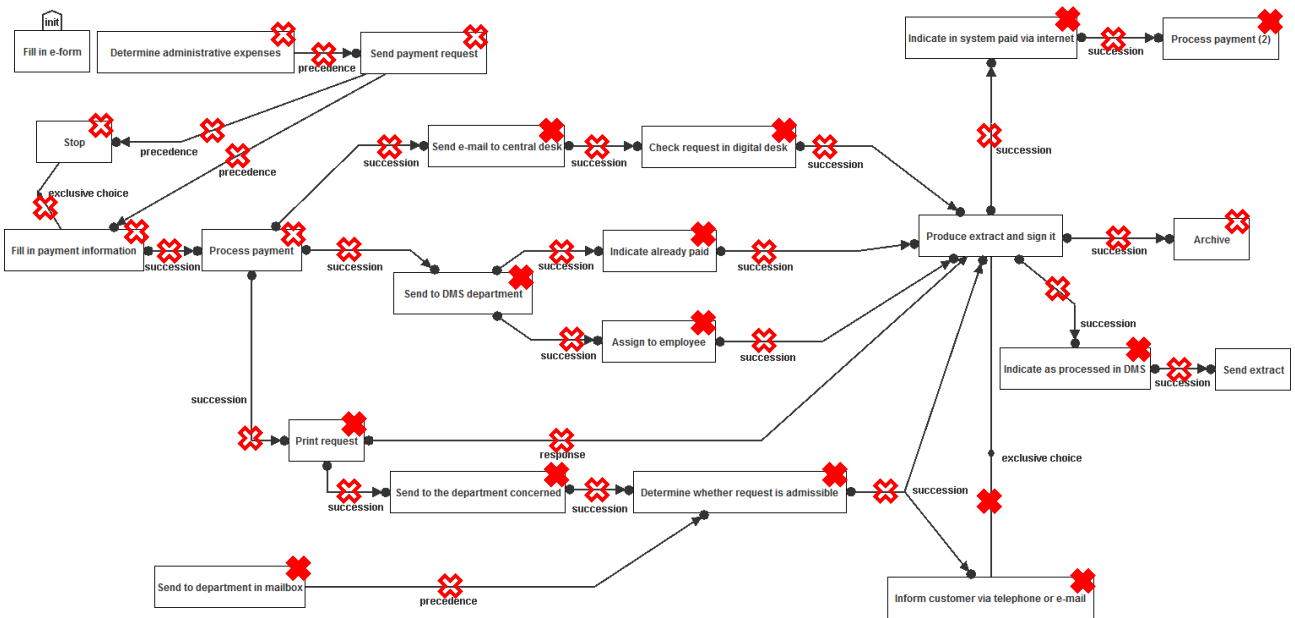 init
Fill in e-form
Determine administrative expenses
precedence
Send payment request
Indicate in system paid via internet
succession
Process payment (2)
Stop
precedence
precedence
exclusive choice
succession
Send e-mail to central desk
succession
Check request in digital desk
succession
succession
Fill in payment information
succession
Process payment
succession
succession
Indicate already paid
succession
Produce extract and sign it
succession
Archive
Send to DMS department
succession
Assign to employee
succession
succession
Indicate as processed in DMS
succession
Send extract
succession
Print request
response
exclusive choice
succession
Send to the department concerned
succession
Determine whether request is admissible
succession
Send to department in mailbox
precedence
Inform customer via telephone or e-mail